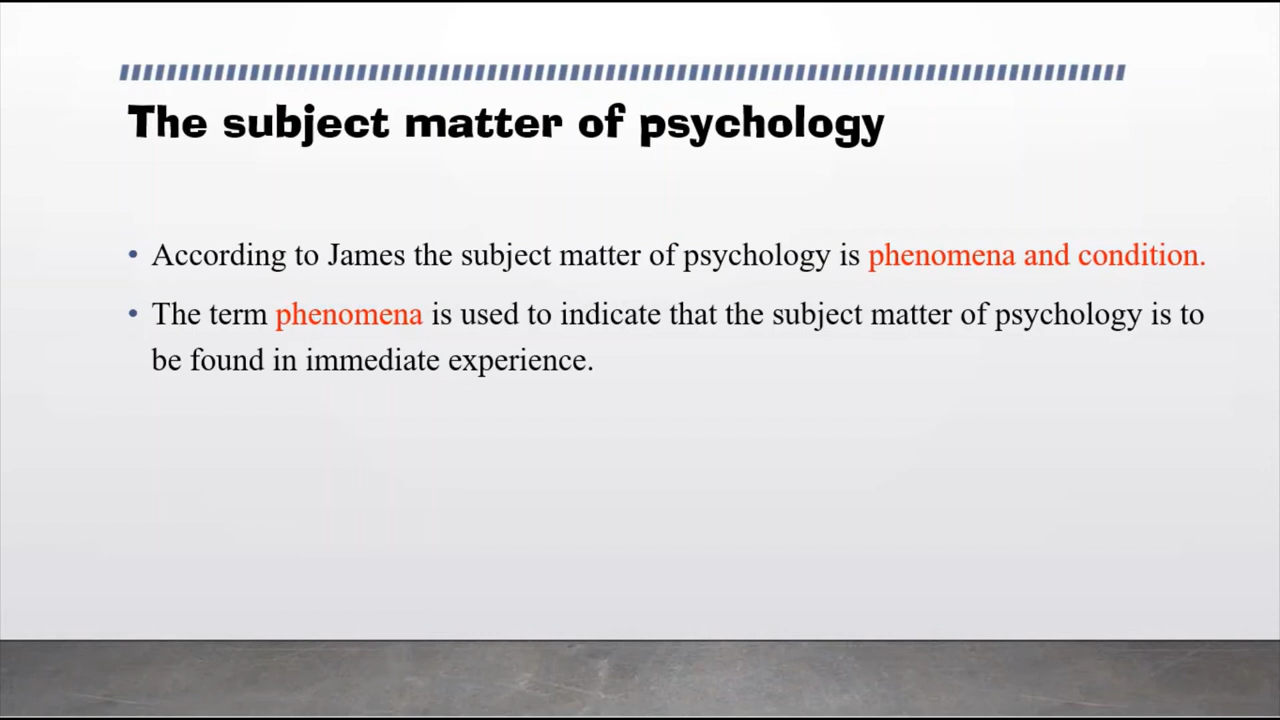 The subject matter of psychology
• According to James the subject matter of psychology is phenomena and condition.
• The term phenomena is used to indicate that the subject matter of psychology is to
be found in immediate experience.